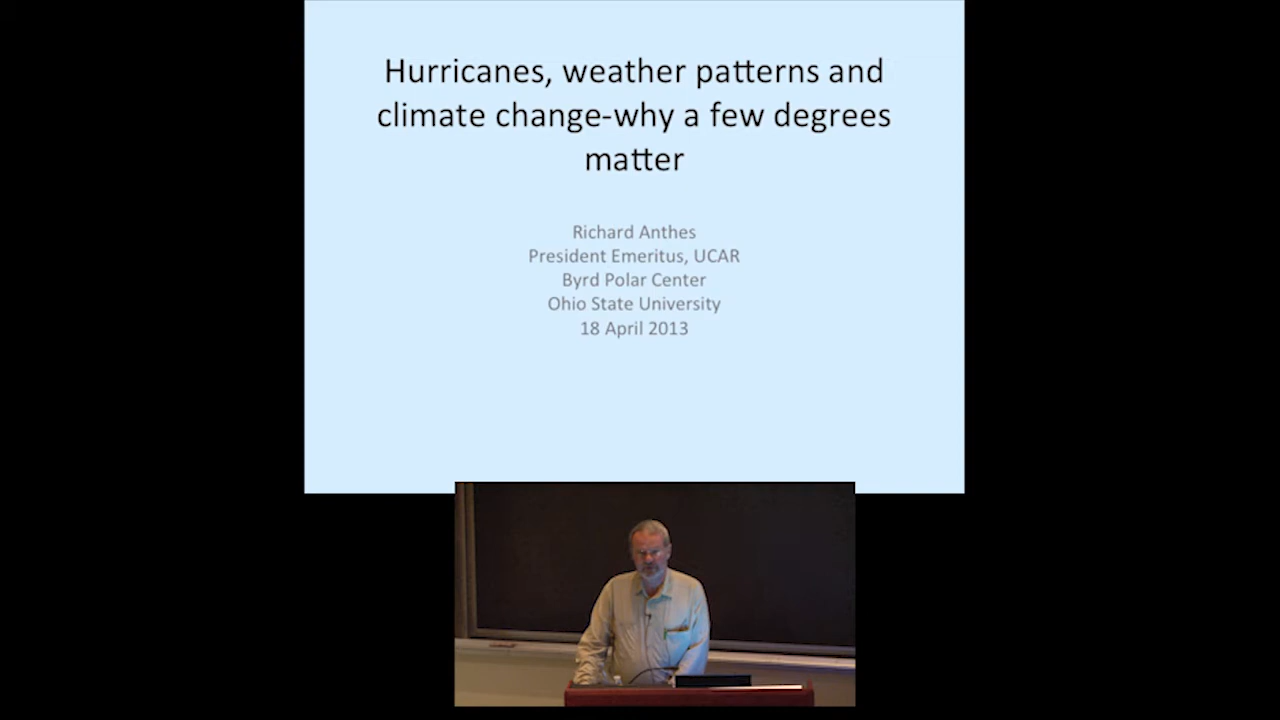 Hurricanes, weather patterns and
climate change-why a few degrees
matter
Richard Anthes
President Emeritus, UCAR
Byrd Polar Center
Ohio State University
18 April 2013